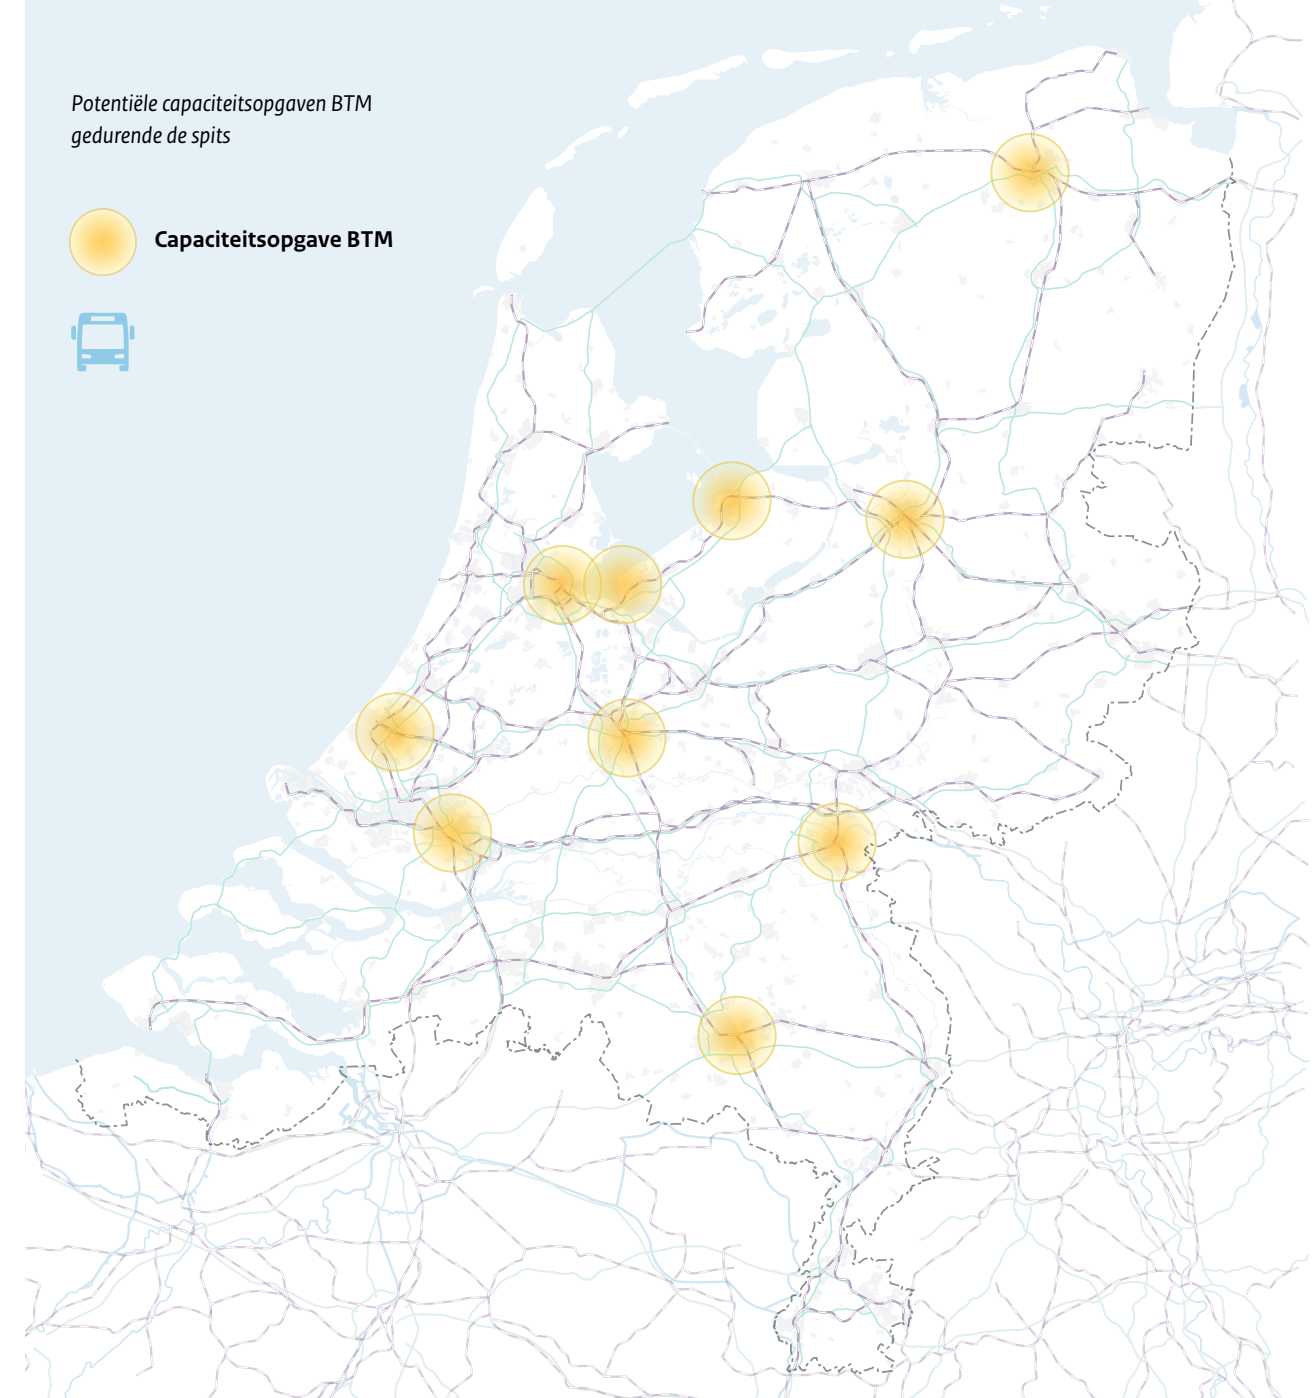 Potentiële capaciteitsopgaven BTM
gedurende de spits
Capaciteitsopgave BTM